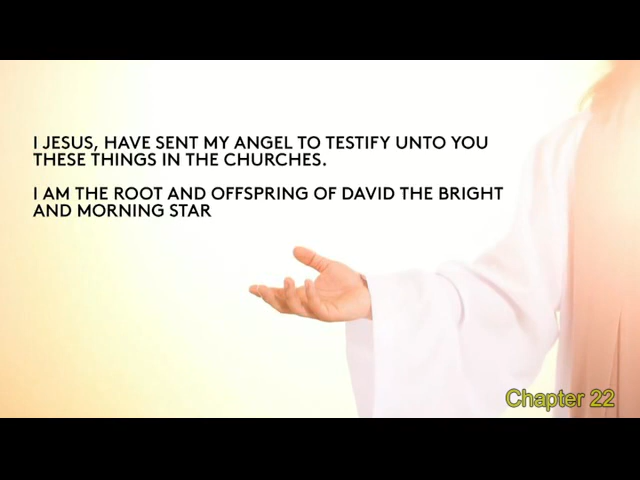 I JESUS, HAVE SENT MY ANGEL TO TESTIFY UNTO YOU
THESE THINGS IN THE CHURCHES.
I AM THE ROOT AND OFFSPRING OF DAVID THE BRIGHT
AND MORNING STAR
Chapter 22